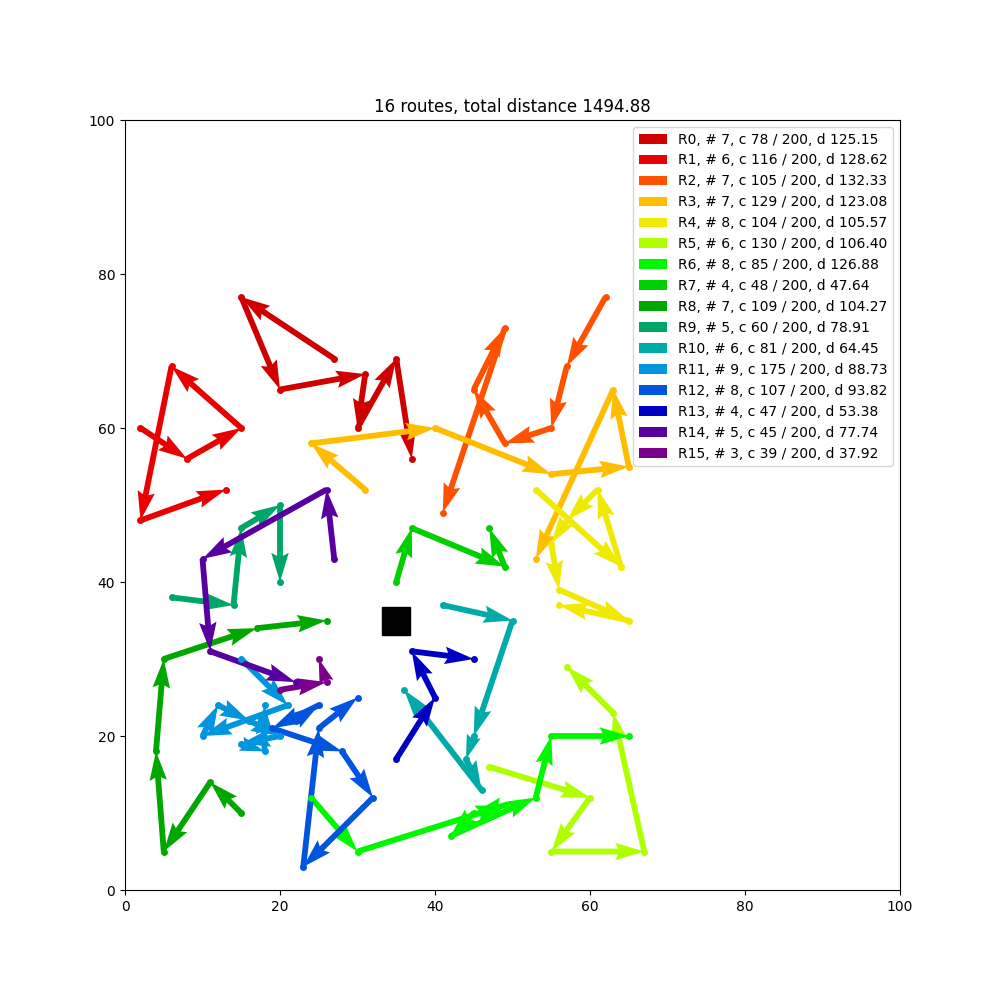 16 routes, total distance 1494.88
R0, # 7, c 78 / 200, d 125.15
R1, # 6, c 116 / 200, d 128.62
R2, # 7, c 105 / 200, d 132.33
R3, # 7, c 129 / 200, d 123.08
R4, # 8, c 104 / 200, d 105.57
R5, # 6, c 130 / 200, d 106.40
R6, # 8, c 85 / 200, d 126.88
R7, # 4, c 48 / 200, d 47.64
R8, # 7, c 109 / 200, d 104.27
R9, # 5, c 60 / 200, d 78.91
R10, # 6, c 81 / 200, d 64.45
R11, # 9, c 175 / 200, d 88.73
R12, # 8, c 107 / 200, d 93.82
R13, # 4, c 47 / 200, d 53.38
R14, # 5, c 45 / 200, d 77.74
R15, # 3, c 39 / 200, d 37.92
100
80
60
40
20
0
0 20 40 60 80 100